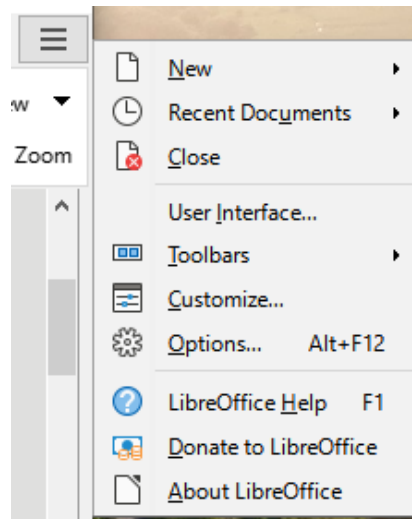 New
Recent Documents
Close
User Interface...
Toolbars
Customize...
Options... Alt+F12
LibreOffice Help F1
Donate to LibreOffice
About LibreOffice
Zoom